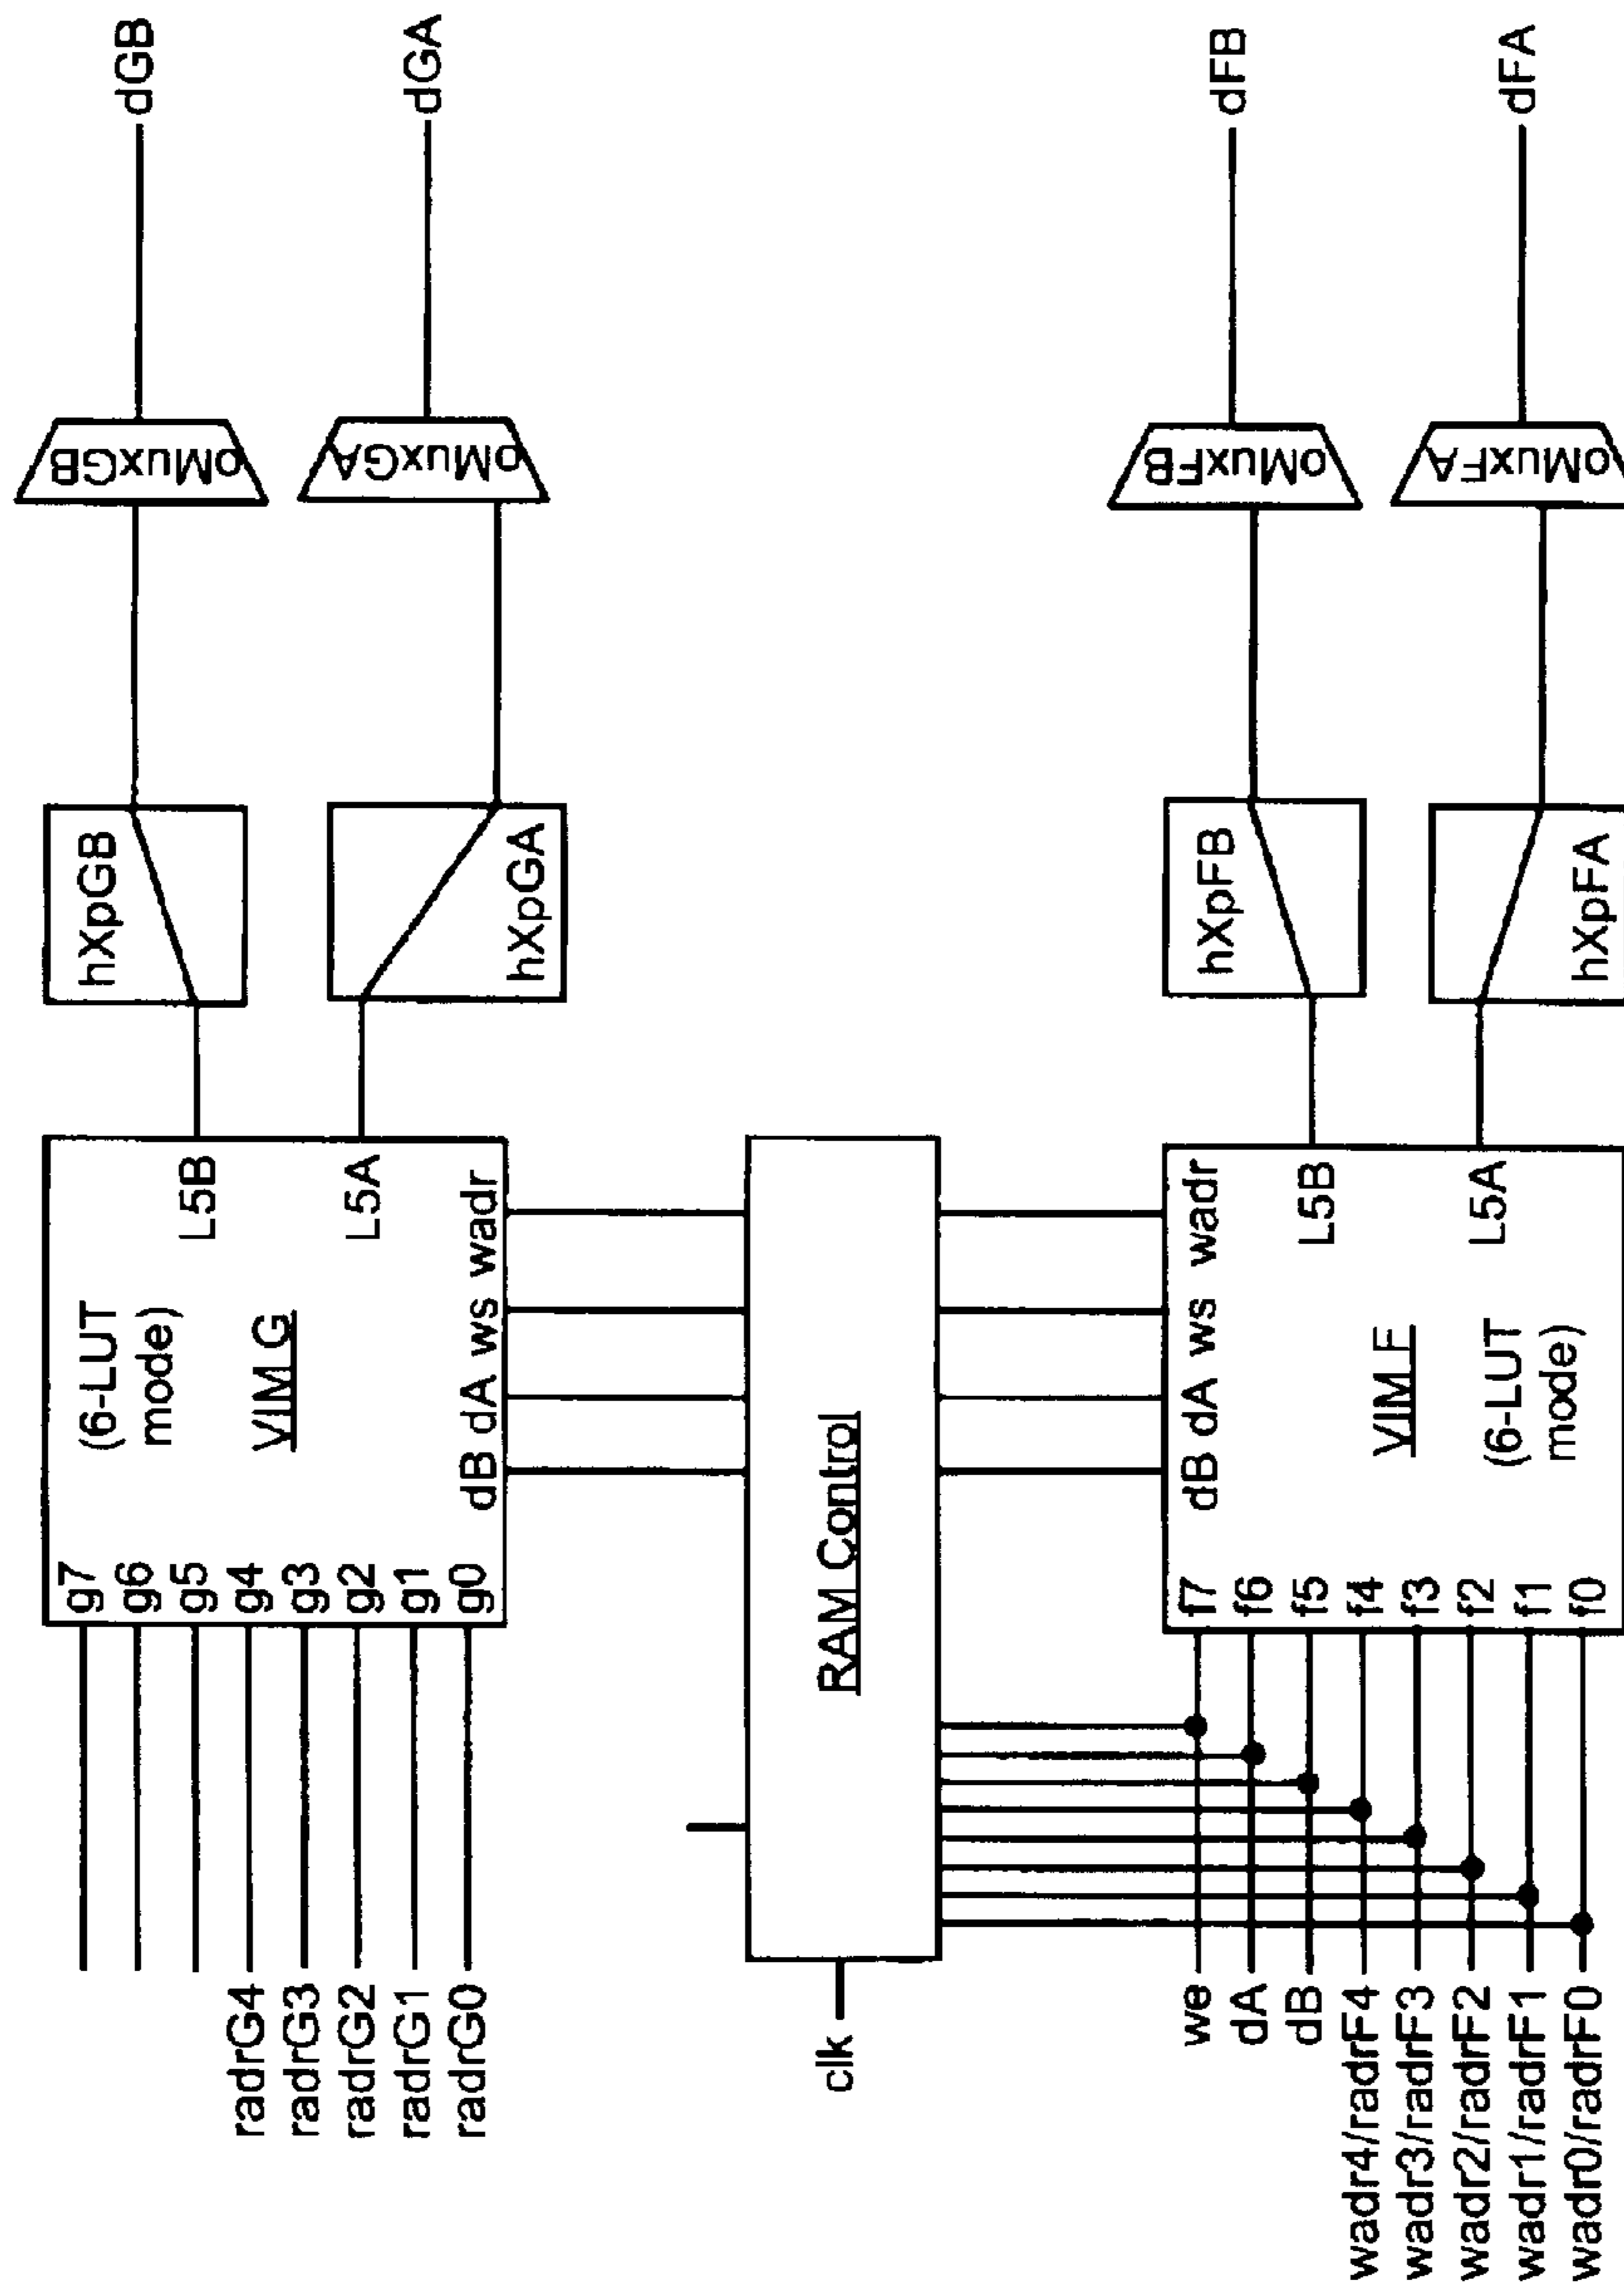 dGB
dGA
dFB
dFA
oMuxGB
oMuxGA
oMuxFB
oMuxFA
hXpGB
hXpGA
hXpFB
hXpFA
(6-LUT
mode)
VIM G
L5B
L5A
g7
g6
g5
g4
g3
g2
g1
g0
dB dA ws wadr
radrG4
radrG3
radrG2
radrG1
radrG0
RAM Control
clk
dB dA ws wadr
L5B
L5A
VIM F
(6-LUT
mode)
f7
f6
f5
f4
f3
f2
f1
f0
we
dA
dB
wadr4/radrF4
wadr3/radrF3
wadr2/radrF2
wadr1/radrF1
wadr0/radrF0